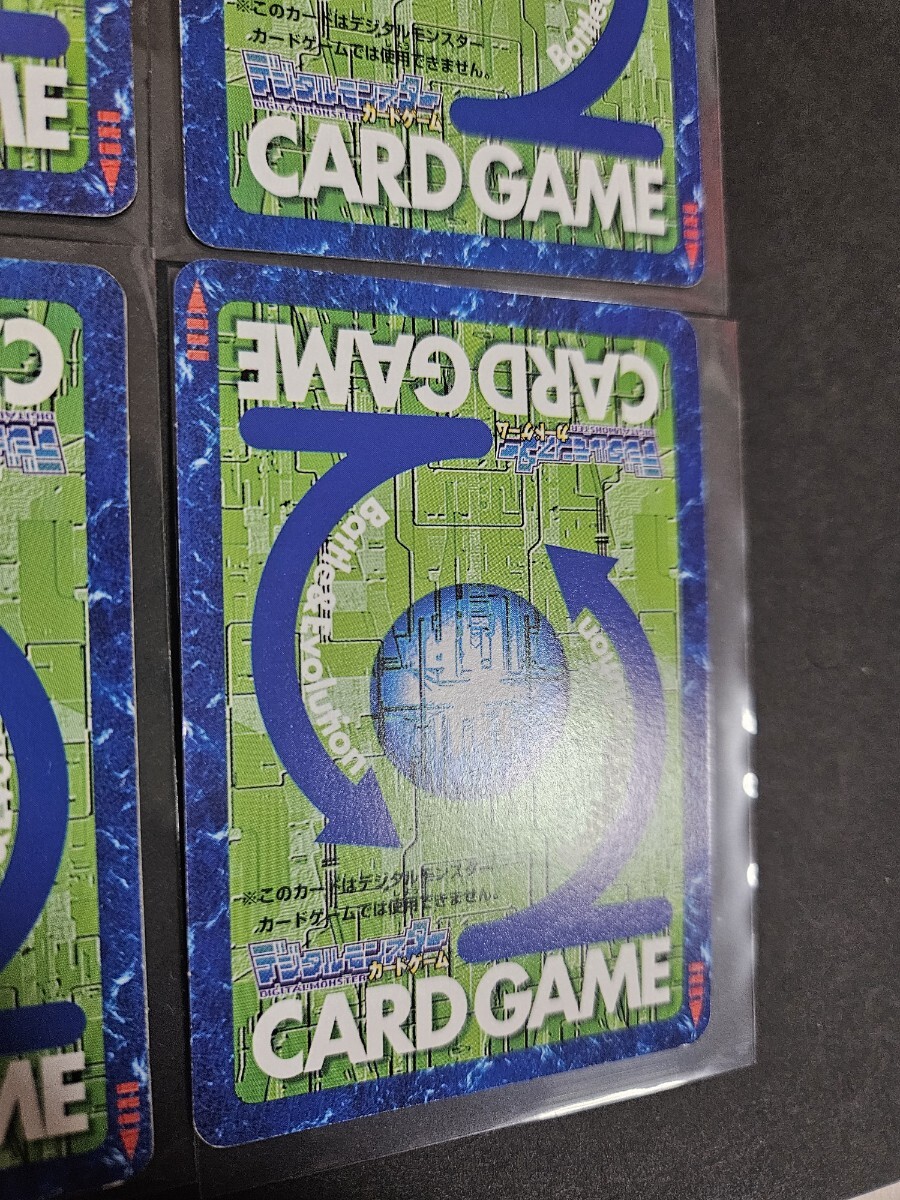 ※このカードはデジタルモンスター
カードゲームでは使用できません。
デジタルモンスター
DIGITALMONSTER カードゲーム
CARD GAME
Battle
ME
CARD GAME
デジタルモンスター
DIGITALMONSTER カードゲーム
Battle&Evolution
※このカードはデジタルモンスター
カードゲームでは使用できません。
デジタルモンスター
DIGITALMONSTER カードゲーム
CARD GAME
C
DIGITAL
ME